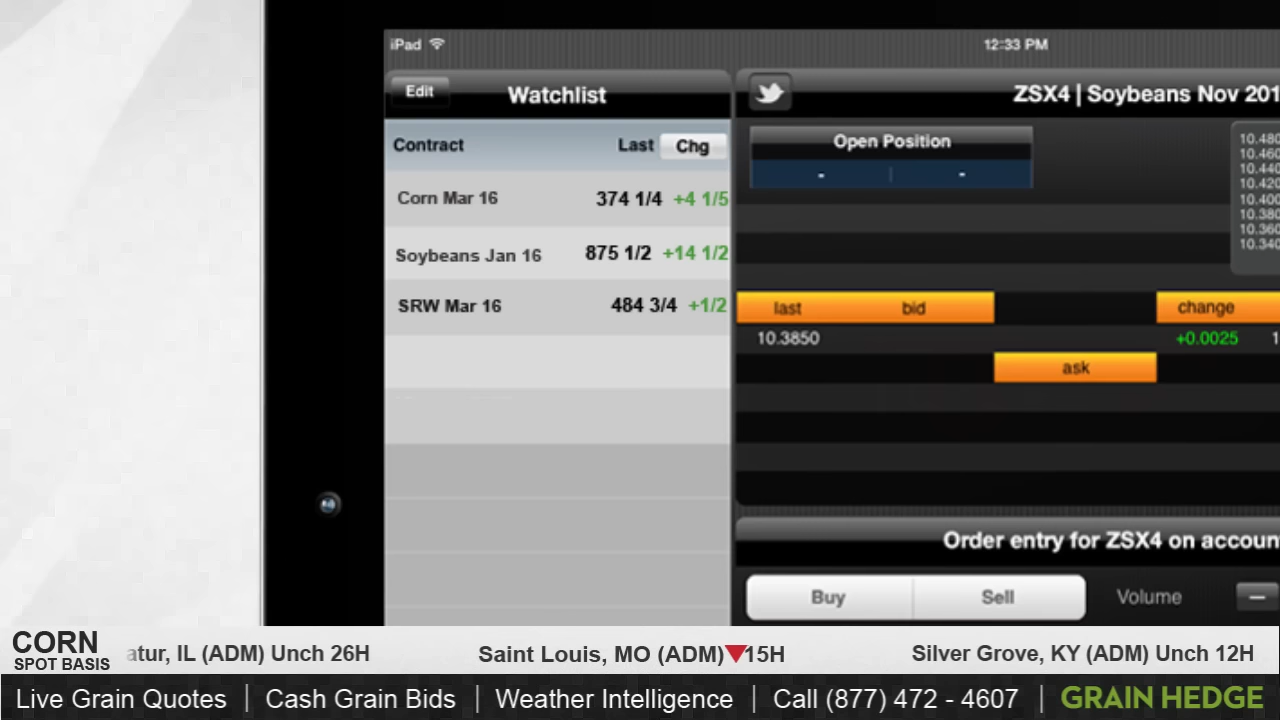 iPad
12:33 PM
Edit
Watchlist
ZSX4 | Soybeans Nov 201
Contract
Last
Chg
Open Position
-
-
10.480
10.460
10.440
10.420
10.400
10.380
10.360
10.340
Corn Mar 16
374 1/4
+4 1/5
Soybeans Jan 16
875 1/2
+14 1/2
SRW Mar 16
484 3/4
+1/2
last
bid
change
10.3850
+0.0025
1
ask
Order entry for ZSX4 on accoun
Buy
Sell
Volume
CORN
SPOT BASIS
atur, IL (ADM) Unch 26H
Saint Louis, MO (ADM)▼15H
Silver Grove, KY (ADM) Unch 12H
Live Grain Quotes | Cash Grain Bids | Weather Intelligence | Call (877) 472 - 4607 | GRAIN HEDGE